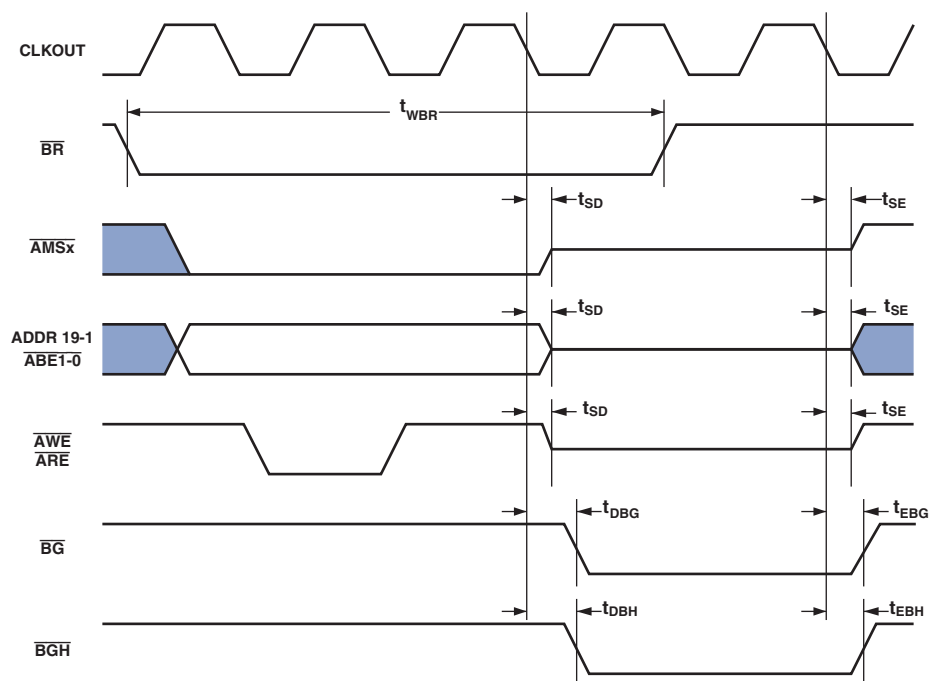 CLKOUT
tWBR
BR
tSD
tSE
AMSx
tSD
tSE
ADDR 19-1
ABE1-0
tSD
tSE
AWE
ARE
tDBG
tEBG
BG
tDBH
tEBH
BGH